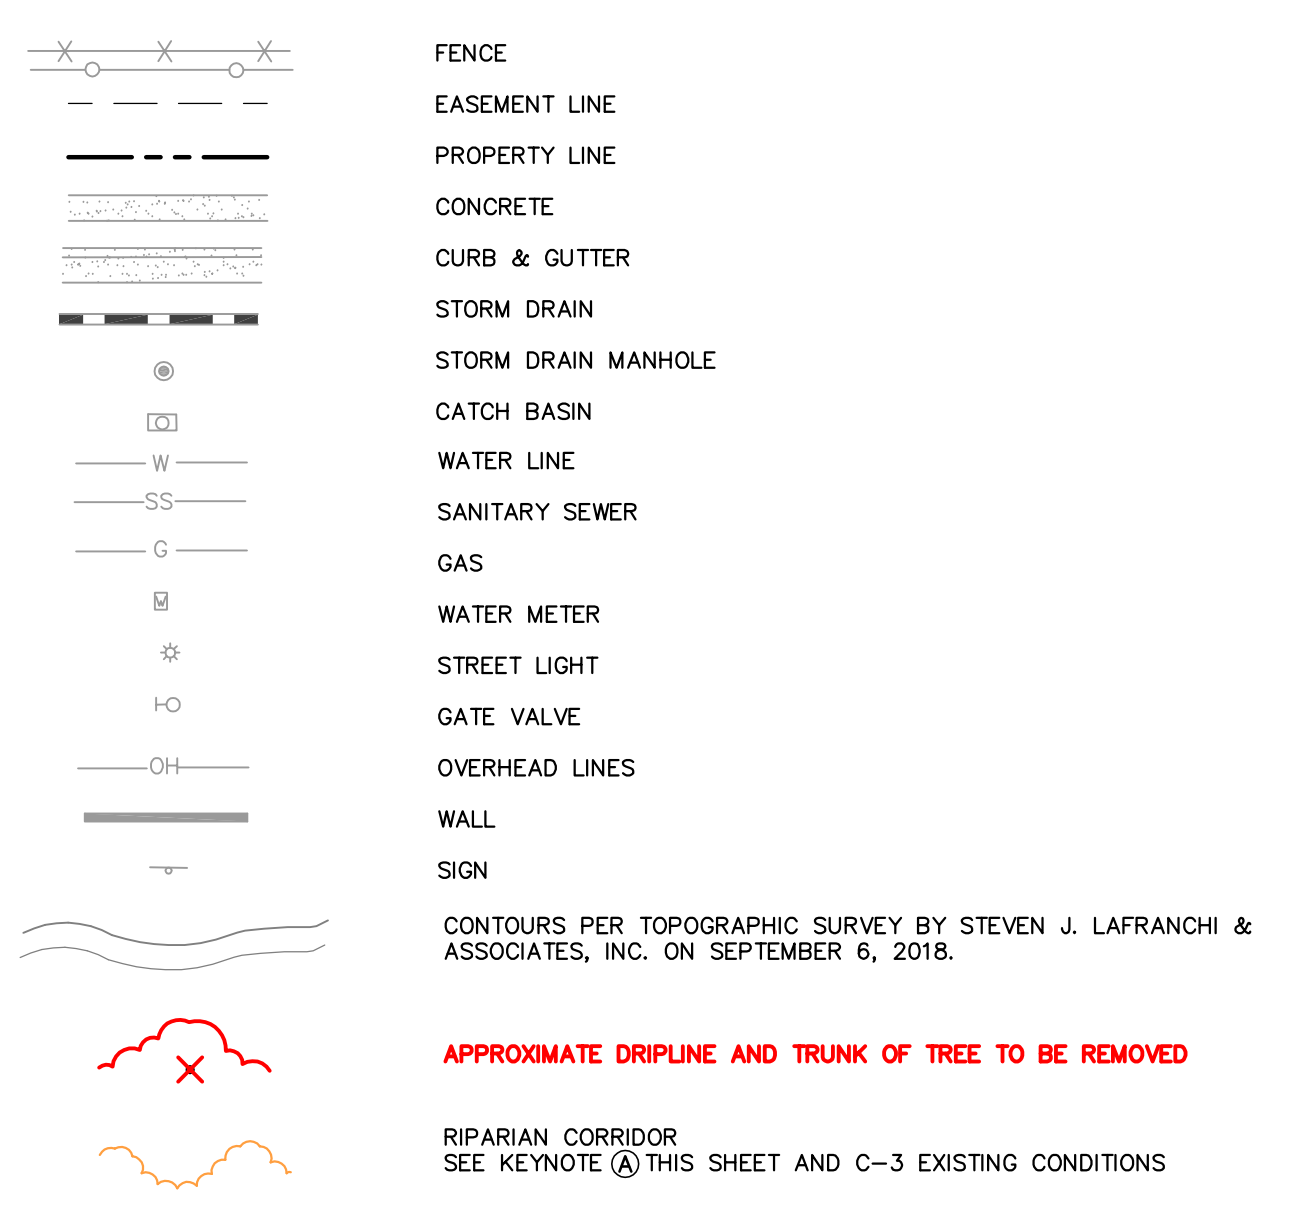 FENCE
EASEMENT LINE
PROPERTY LINE
CONCRETE
CURB & GUTTER
STORM DRAIN
STORM DRAIN MANHOLE
CATCH BASIN
W WATER LINE
SS SANITARY SEWER
G GAS
W WATER METER
STREET LIGHT
GATE VALVE
OH OVERHEAD LINES
WALL
SIGN
CONTOURS PER TOPOGRAPHIC SURVEY BY STEVEN J. LAFRANCHI &
ASSOCIATES, INC. ON SEPTEMBER 6, 2018.
APPROXIMATE DRIPLINE AND TRUNK OF TREE TO BE REMOVED
RIPARIAN CORRIDOR
SEE KEYNOTE A THIS SHEET AND C-3 EXISTING CONDITIONS